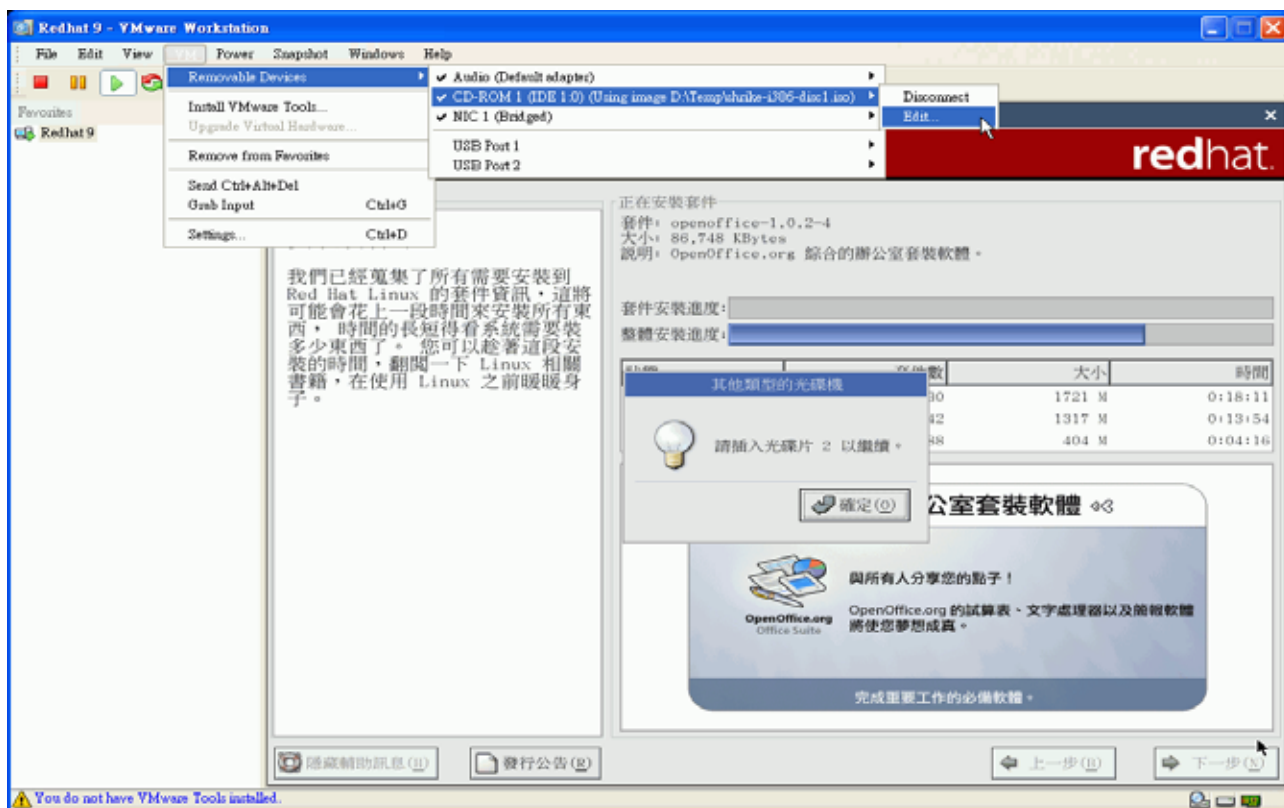 Redhat 9 - VMware Workstation
File Edit View VM Power Snapshot Windows Help
Removable Devices
Install VMware Tools...
Upgrade Virtual Hardware...
Remove from Favorites
Send Ctrl+Alt+Del
Grab Input Ctrl+G
Settings... Ctrl+D
Audio (Default adapter)
CD-ROM 1 (IDE 1:0) (Using image D:\Temp\shrike-i386-disc1.iso)
NIC 1 (Bridged)
USB Port 1
USB Port 2
Disconnect
Edit...
Favorites
Redhat 9
redhat.
我們已經蒐集了所有需要安裝到
Red Hat Linux 的套件資訊,這將
可能會花上一段時間來安裝所有東
西, 時間的長短得看系統需要裝
多少東西了。 您可以趁著這段安
裝的時間,翻閱一下 Linux 相關
書籍,在使用 Linux 之前暖暖身
子。
正在安裝套件
套件: openoffice-1.0.2-4
大小: 86,748 KBytes
說明: OpenOffice.org 綜合的辦公室套裝軟體。
套件安裝進度:
整體安裝進度:
數 大小 時間
1721 M 0:18:11
1317 M 0:13:54
404 M 0:04:16
其他類型的光碟機
請插入光碟片 2 以繼續。
確定(O)
公室套裝軟體
與所有人分享您的點子!
OpenOffice.org 的試算表、文字處理器以及簡報軟體
將使您夢想成真。
OpenOffice.org
Office Suite
完成重要工作的必備軟體。
隱藏輔助訊息(H)
發行公告(R)
上一步(B)
下一步(N)
You do not have VMware Tools installed.